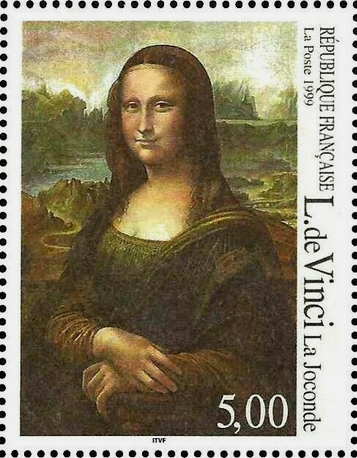 RÉPUBLIQUE FRANÇAISE
La Poste 1999
L. de Vinci La Joconde
5,00
ITVF